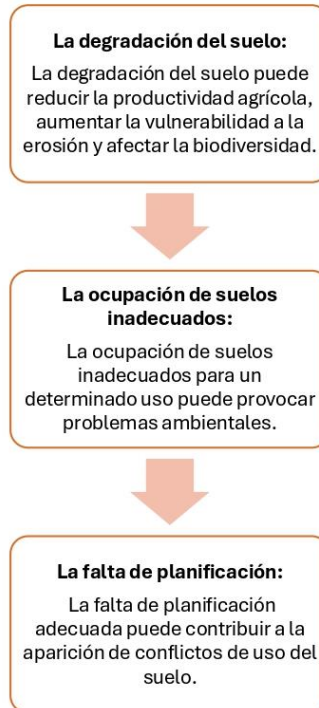 La degradación del suelo:
La degradación del suelo puede
reducir la productividad agrícola,
aumentar la vulnerabilidad a la
erosión y afectar la biodiversidad.
La ocupación de suelos
inadecuados:
La ocupación de suelos
inadecuados para un
determinado uso puede provocar
problemas ambientales.
La falta de planificación:
La falta de planificación
adecuada puede contribuir a la
aparición de conflictos de uso del
suelo.